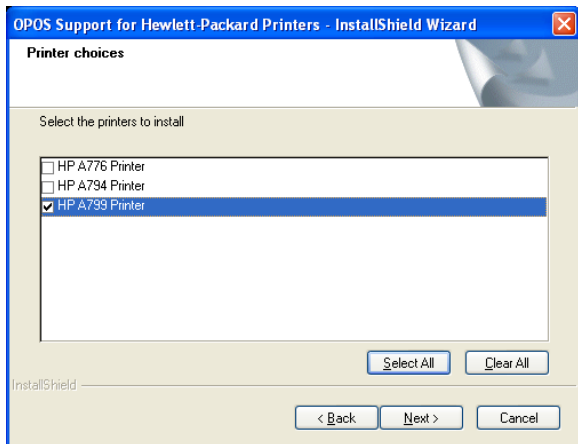 OPOS Support for Hewlett-Packard Printers - InstallShield Wizard
Printer choices
Select the printers to install
HP A776 Printer
HP A794 Printer
HP A799 Printer
Select All
Clear All
InstallShield
< Back
Next >
Cancel